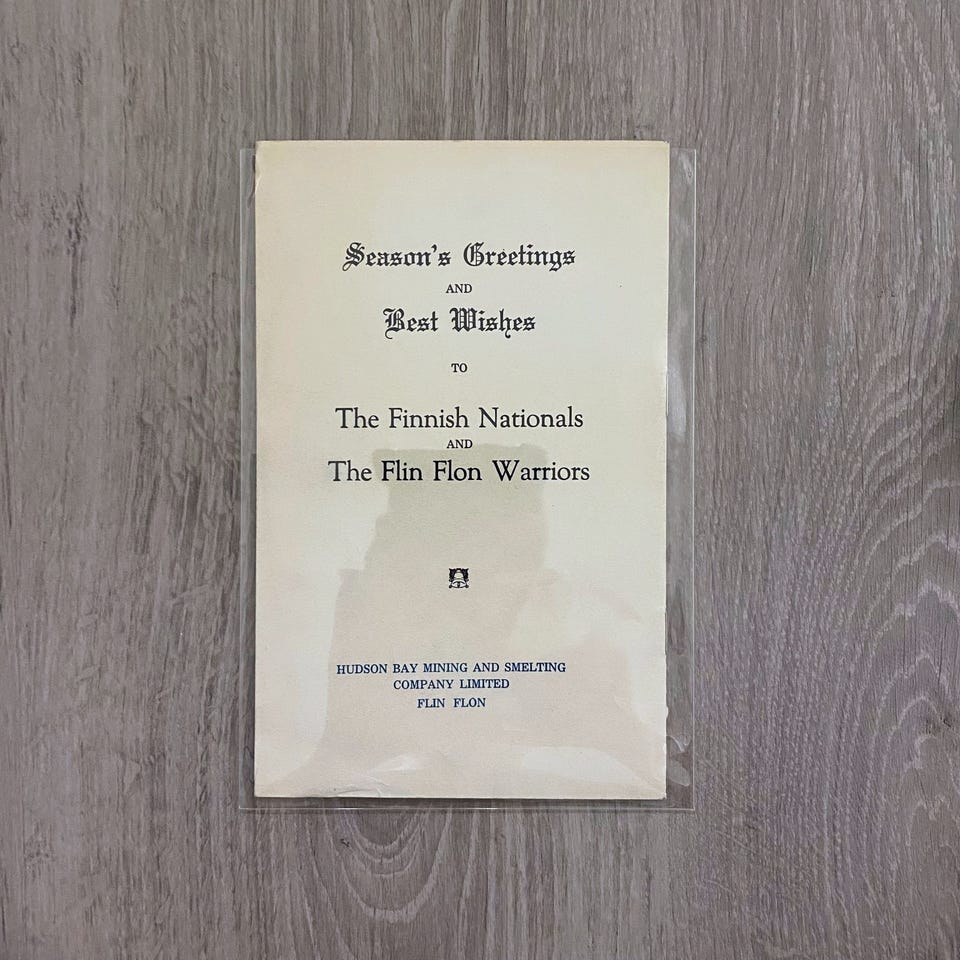 Season's Greetings
AND
Best Wishes
TO
The Finnish Nationals
AND
The Flin Flon Warriors
HUDSON BAY MINING AND SMELTING
COMPANY LIMITED
FLIN FLON